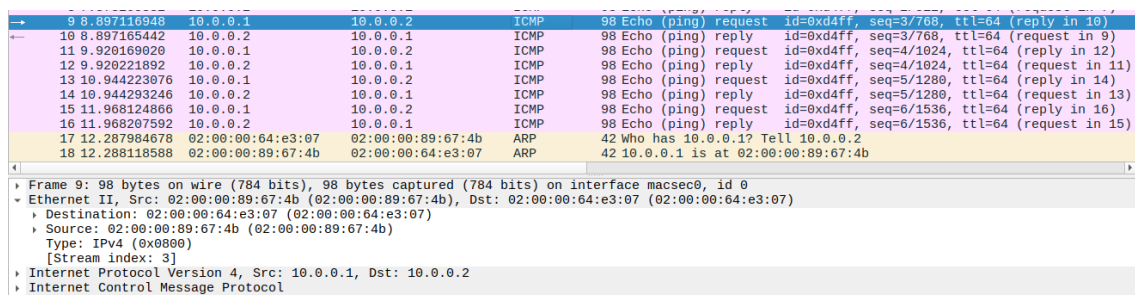 9 8.897116948 10.0.0.1 10.0.0.2 ICMP 98 Echo (ping) request id=0xd4ff, seq=3/768, ttl=64 (reply in 10)
10 8.897165442 10.0.0.2 10.0.0.1 ICMP 98 Echo (ping) reply id=0xd4ff, seq=3/768, ttl=64 (request in 9)
11 9.920169020 10.0.0.1 10.0.0.2 ICMP 98 Echo (ping) request id=0xd4ff, seq=4/1024, ttl=64 (reply in 12)
12 9.920221892 10.0.0.2 10.0.0.1 ICMP 98 Echo (ping) reply id=0xd4ff, seq=4/1024, ttl=64 (request in 11)
13 10.944223076 10.0.0.1 10.0.0.2 ICMP 98 Echo (ping) request id=0xd4ff, seq=5/1280, ttl=64 (reply in 14)
14 10.944293246 10.0.0.2 10.0.0.1 ICMP 98 Echo (ping) reply id=0xd4ff, seq=5/1280, ttl=64 (request in 13)
15 11.968124866 10.0.0.1 10.0.0.2 ICMP 98 Echo (ping) request id=0xd4ff, seq=6/1536, ttl=64 (reply in 16)
16 11.968207592 10.0.0.2 10.0.0.1 ICMP 98 Echo (ping) reply id=0xd4ff, seq=6/1536, ttl=64 (request in 15)
17 12.287984678 02:00:00:64:e3:07 02:00:00:89:67:4b ARP 42 Who has 10.0.0.1? Tell 10.0.0.2
18 12.288118588 02:00:00:89:67:4b 02:00:00:64:e3:07 ARP 42 10.0.0.1 is at 02:00:00:89:67:4b
Frame 9: 98 bytes on wire (784 bits), 98 bytes captured (784 bits) on interface macsec0, id 0
Ethernet II, Src: 02:00:00:89:67:4b (02:00:00:89:67:4b), Dst: 02:00:00:64:e3:07 (02:00:00:64:e3:07)
Destination: 02:00:00:64:e3:07 (02:00:00:64:e3:07)
Source: 02:00:00:89:67:4b (02:00:00:89:67:4b)
Type: IPv4 (0x0800)
[Stream index: 3]
Internet Protocol Version 4, Src: 10.0.0.1, Dst: 10.0.0.2
Internet Control Message Protocol